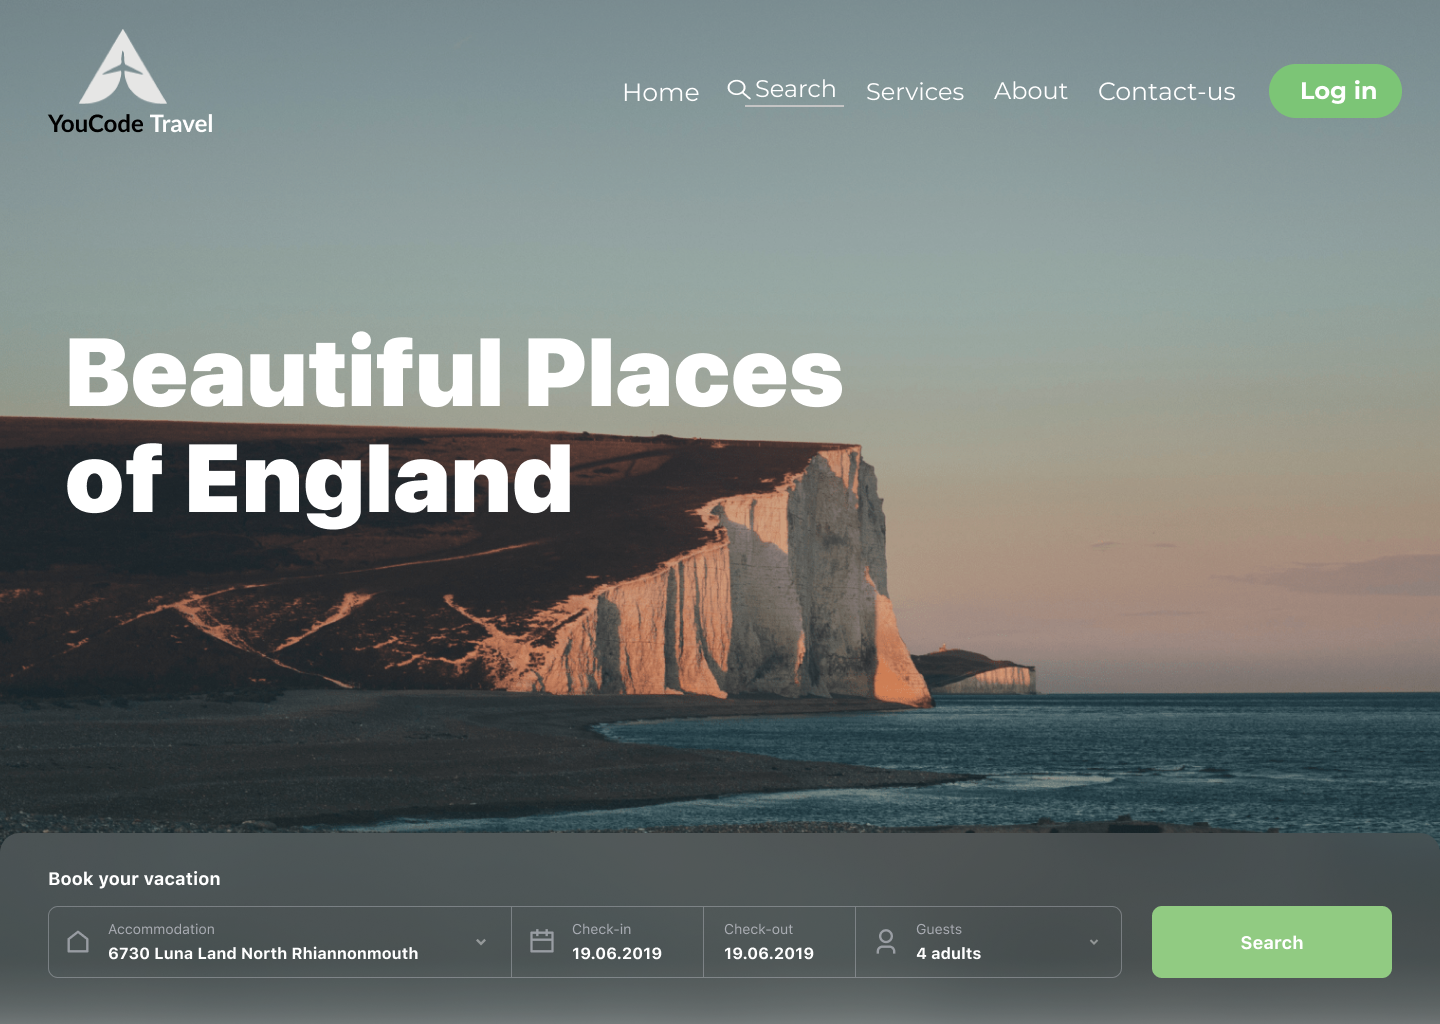 YouCode Travel
Home Search Services About Contact-us Log in
Beautiful Places
of England
Book your vacation
Accommodation Check-in Check-out Guests
6730 Luna Land North Rhiannonmouth 19.06.2019 19.06.2019 4 adults
Search